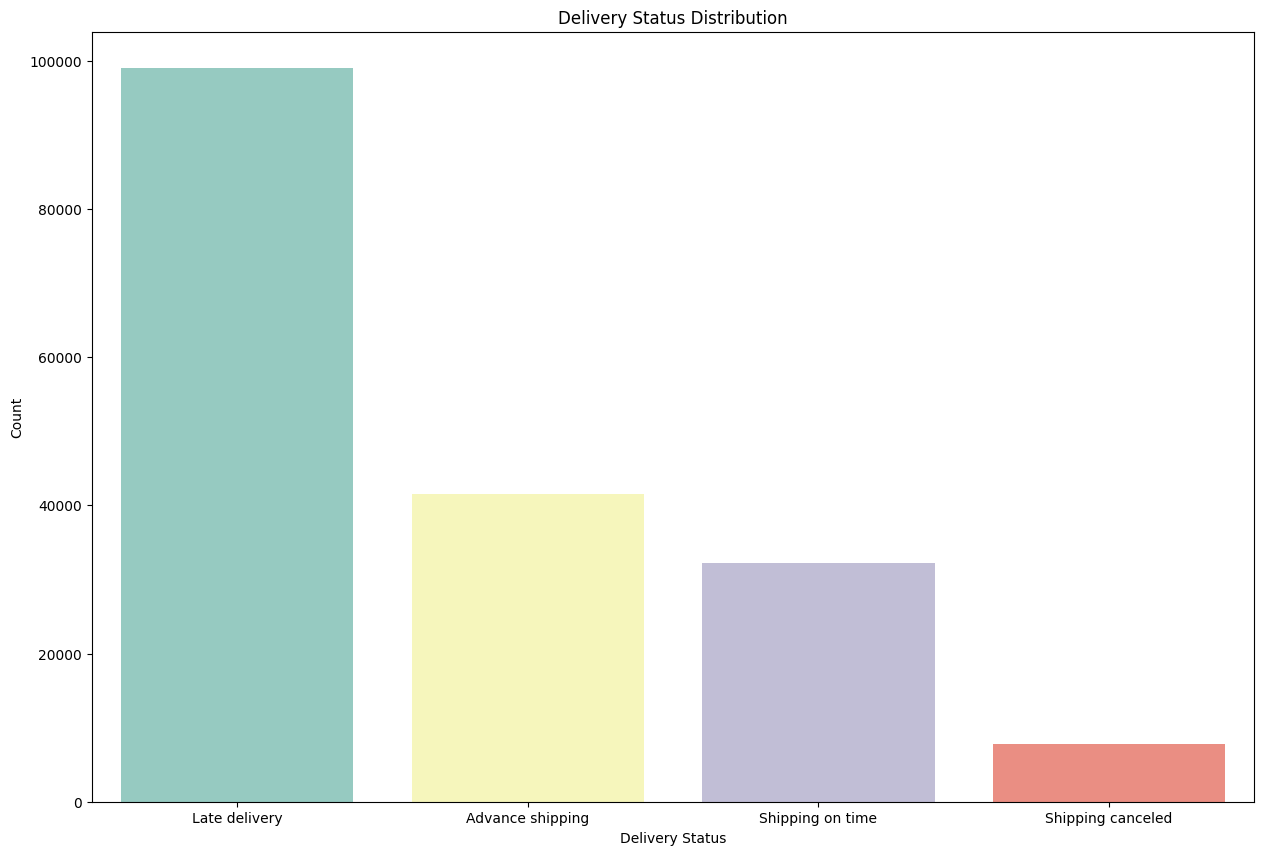 Delivery Status Distribution
100000
80000
60000
40000
20000
0
Count
Late delivery
Advance shipping
Shipping on time
Shipping canceled
Delivery Status